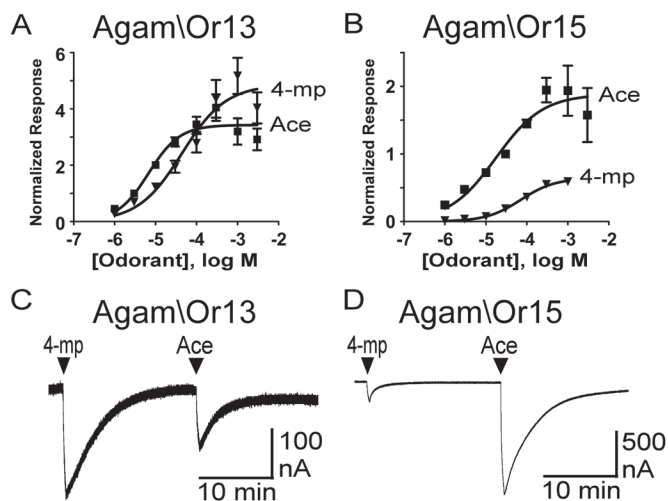 A
Agam\Or13
Normalized Response
6
4
2
0
4-mp
Ace
-7 -6 -5 -4 -3 -2
[Odorant], log M
B
Agam\Or15
Normalized Response
2
1
0
Ace
4-mp
-7 -6 -5 -4 -3 -2
[Odorant], log M
C
Agam\Or13
4-mp
Ace
100
nA
10 min
D
Agam\Or15
4-mp
Ace
500
nA
10 min